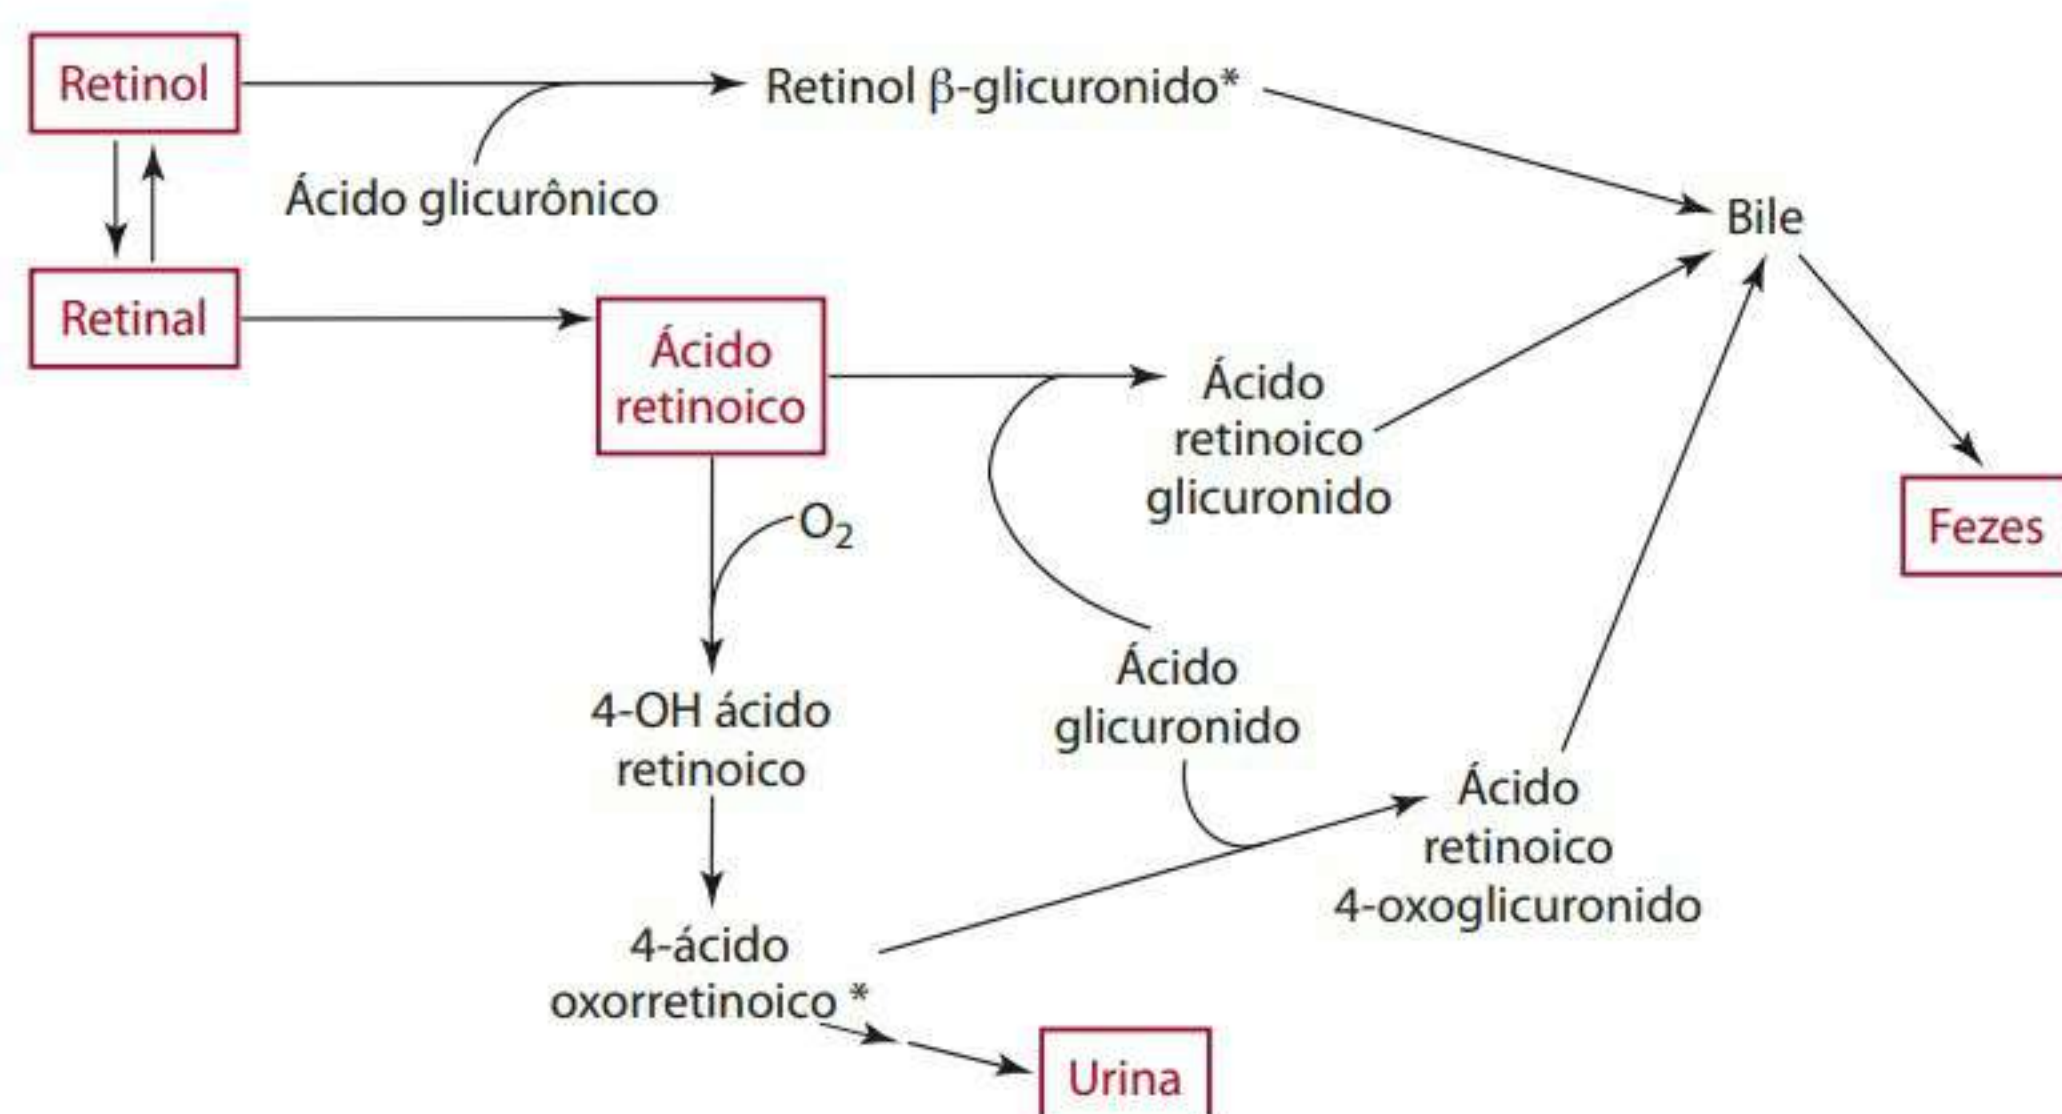 Retinol
Retinol β-glicuronido*
Ácido glicurônico
Bile
Retinal
Ácido
retinoico
Ácido
retinoico
glicuronido
O₂
Fezes
Ácido
glicuronido
4-OH ácido
retinoico
Ácido
retinoico
4-oxoglicuronido
4-ácido
oxorretinoico *
Urina